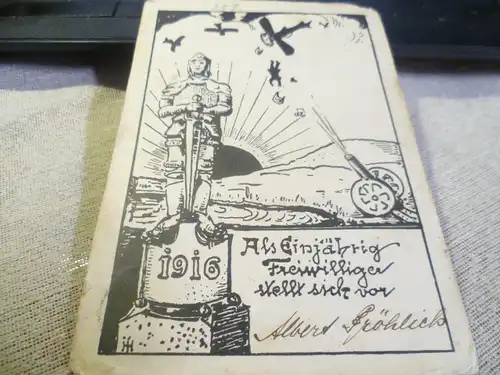 1916
Als Einjährig
Freiwilliger
stellt sich vor
Albert Fröhlich